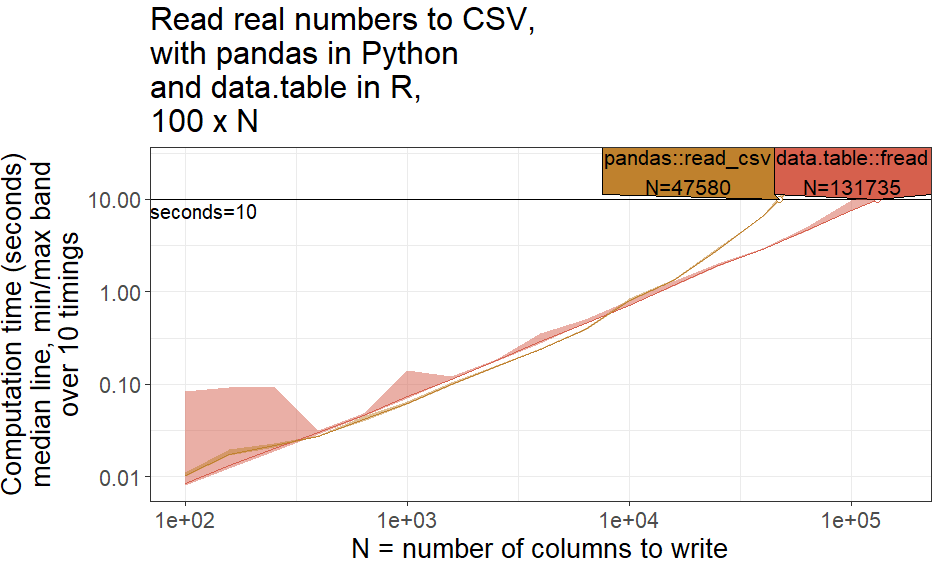 Read real numbers to CSV,
with pandas in Python
and data.table in R,
100 x N
pandas::read_csv
N=47580
data.table::fread
N=131735
seconds=10
10.00
1.00
0.10
0.01
Computation time (seconds)
median line, min/max band
over 10 timings
1e+02
1e+03
1e+04
1e+05
N = number of columns to write